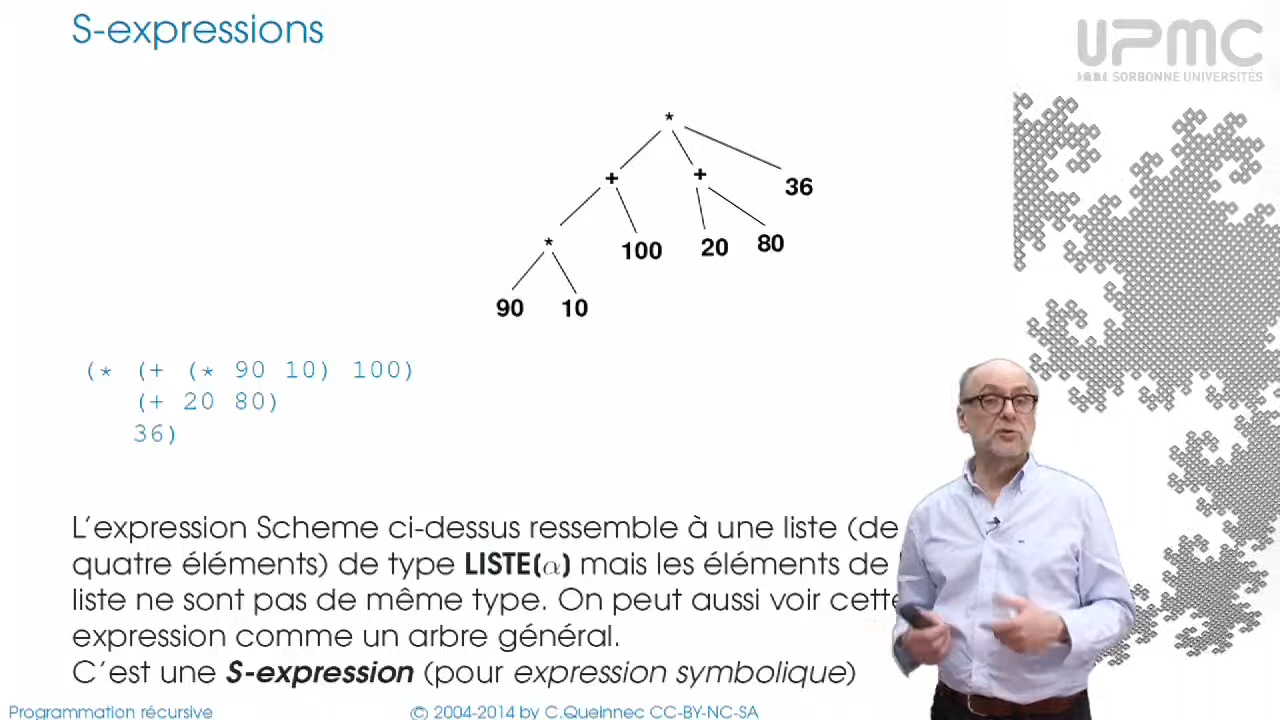 S-expressions
UPMC
SORBONNE UNIVERSITÉS
*
+ + 36
* 100 20 80
90 10
(* (+ (* 90 10) 100)
(+ 20 80)
36)
L'expression Scheme ci-dessus ressemble à une liste (de
quatre éléments) de type LISTE(α) mais les éléments de
liste ne sont pas de même type. On peut aussi voir cette
expression comme un arbre général.
C'est une S-expression (pour expression symbolique)
Programmation récursive © 2004-2014 by C.Queinnec CC-BY-NC-SA